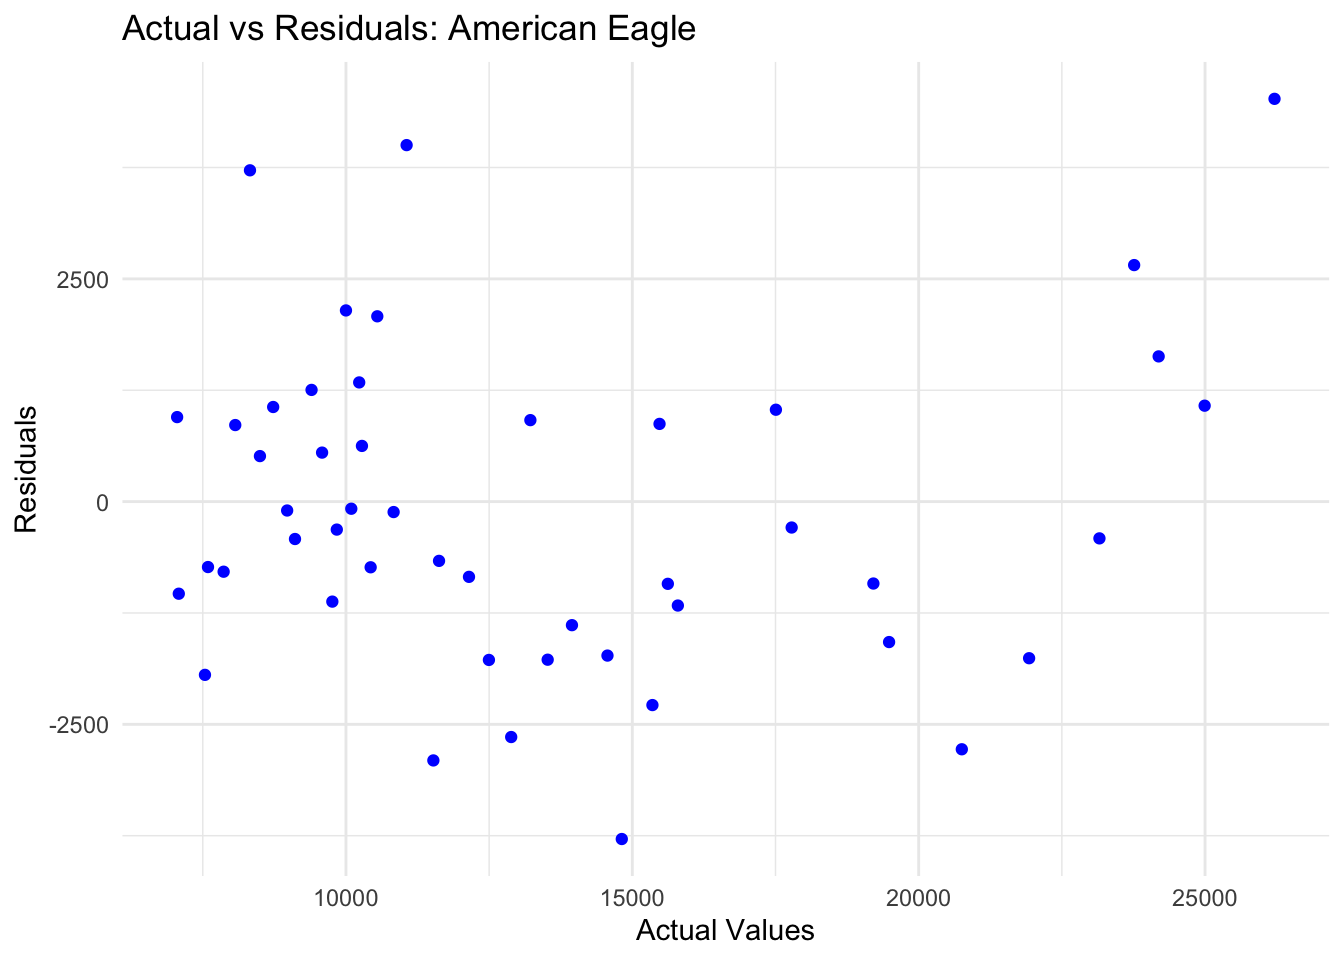 Actual vs Residuals: American Eagle
2500
0
-2500
Residuals
10000 15000 20000 25000
Actual Values